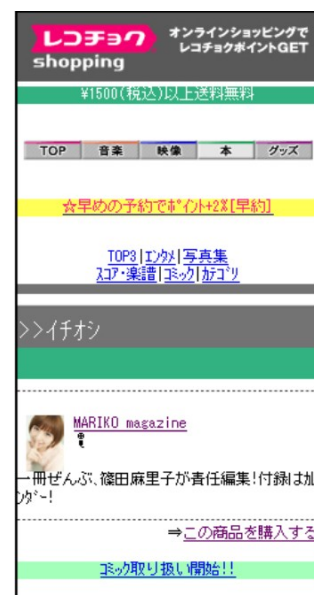 レコチョク
shopping
オンラインショッピングで
レコチョクポイントGET
¥1500(税込)以上送料無料
TOP 音楽 映像 本 グッズ
☆早めの予約でﾎﾟｲﾝﾄ+2%[早約]
TOP3|ｴﾝﾀﾒ|写真集
ｽｺｱ・楽譜|ｺﾐｯｸ|ｶﾃｺﾞﾘ
>>イチオシ
MARIKO magazine
一冊ぜんぶ、篠田麻里子が責任編集!付録はｶﾚ
ﾝﾀﾞｰ!
⇒この商品を購入する
ｺﾐｯｸ取り扱い開始!!